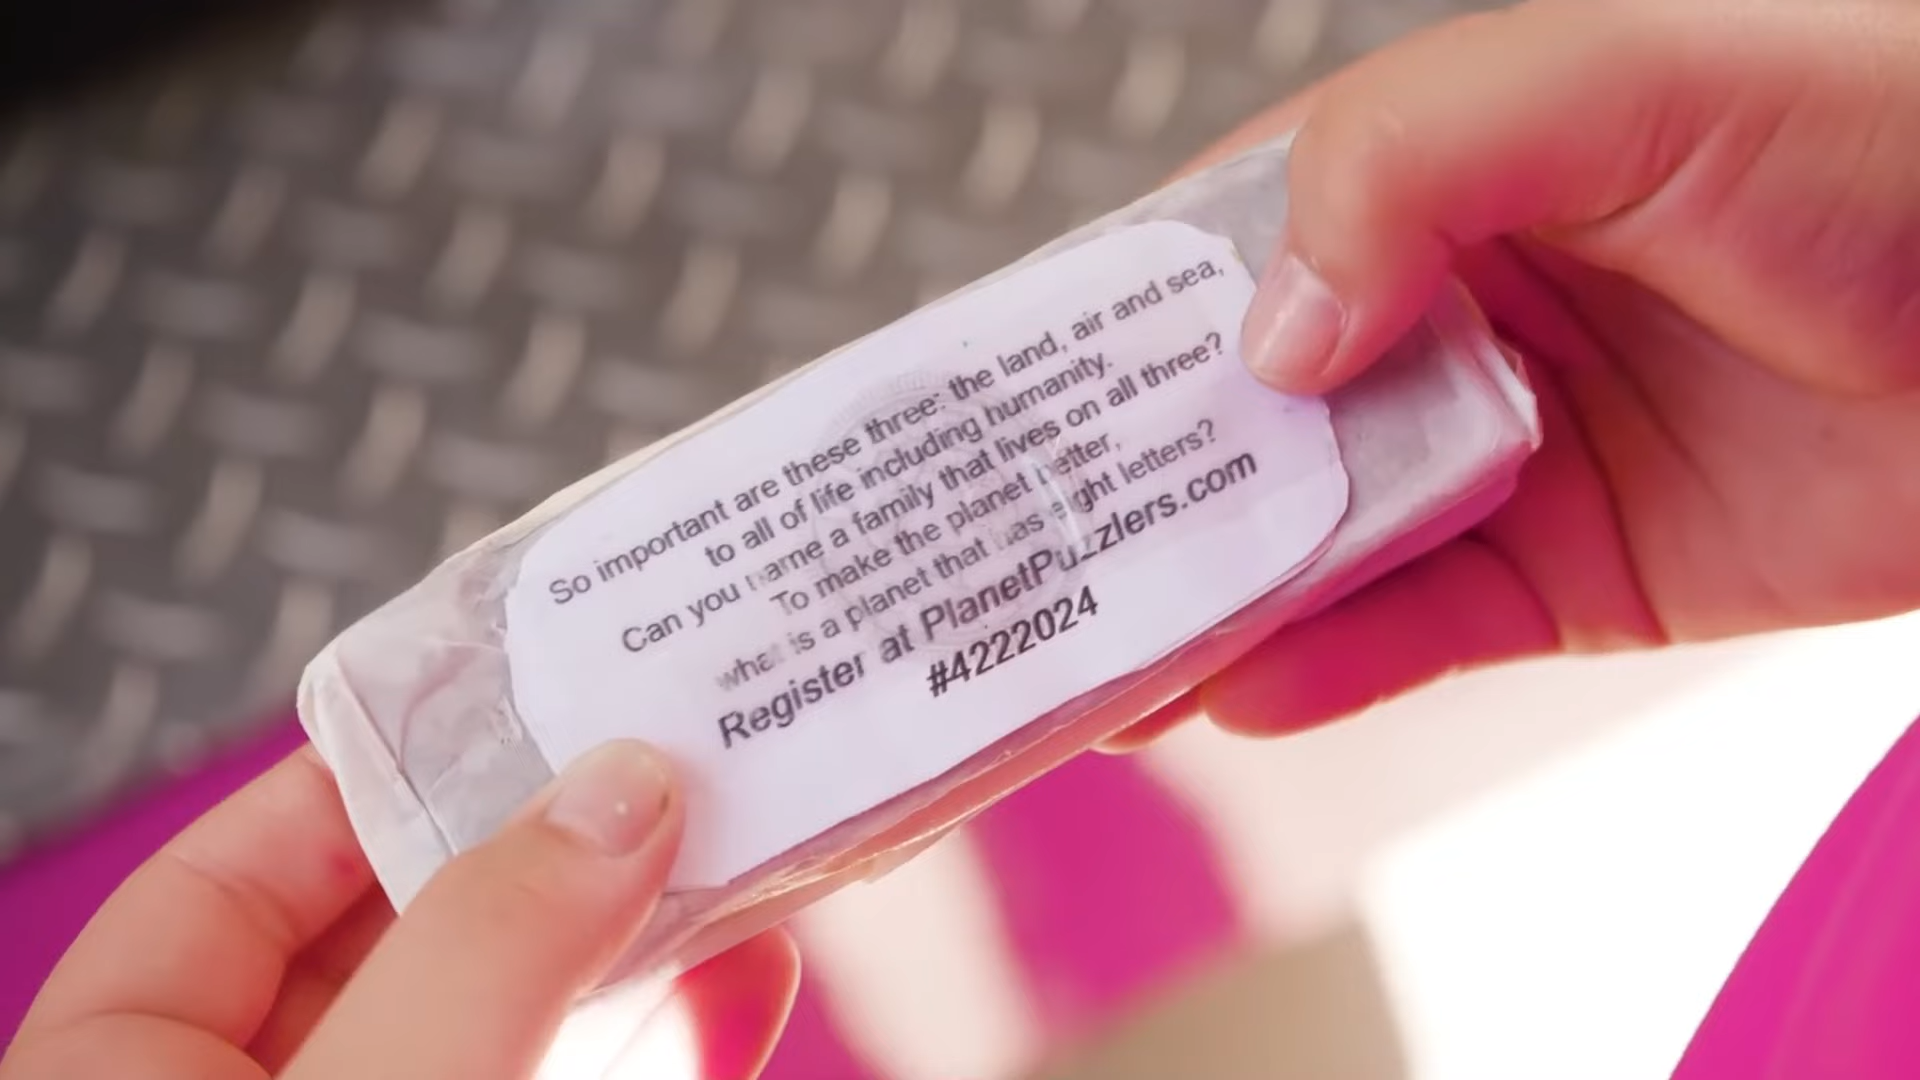 So important are these three: the land, air and sea,
to all of life including humanity.
Can you name a family that lives on all three?
To make the planet better,
what is a planet that has eight letters?
Register at PlanetPuzzlers.com
#4222024